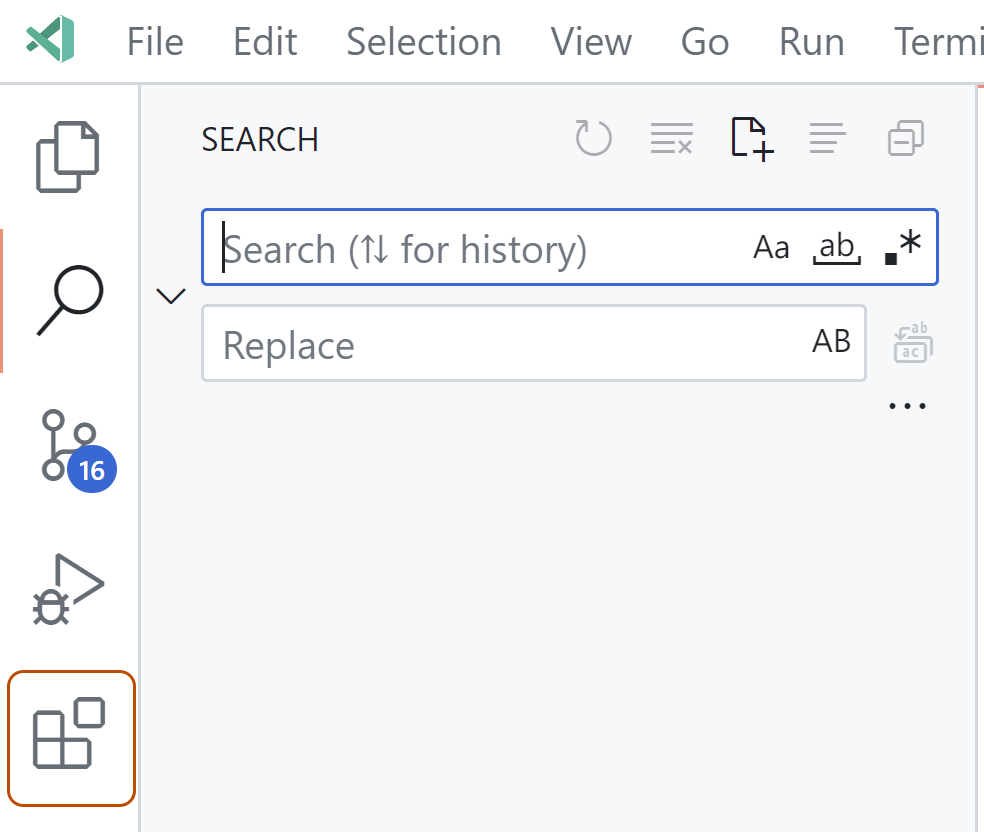 File Edit Selection View Go Run Termi
SEARCH
Search (⇅ for history) Aa ab .*
Replace AB ab ac
...
16